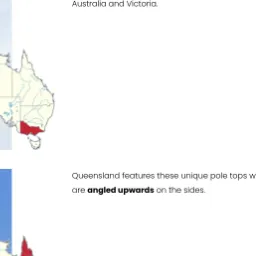 Australia and Victoria.
Queensland features these unique pole tops w
are angled upwards on the sides.